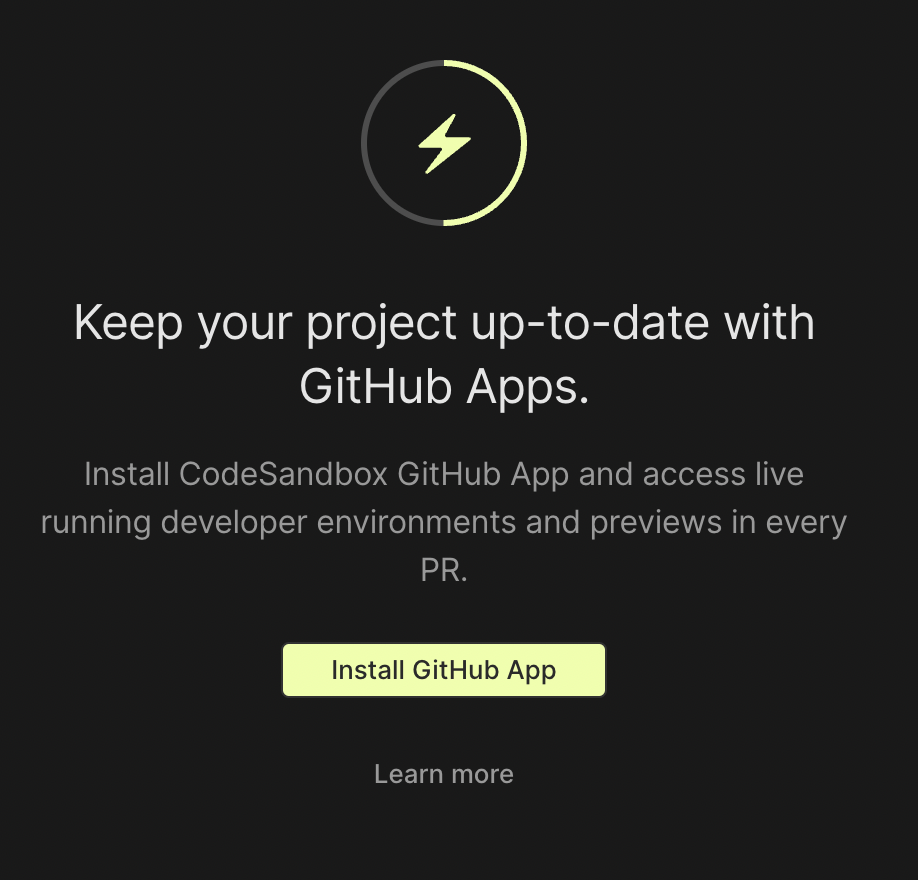 Keep your project up-to-date with
GitHub Apps.
Install CodeSandbox GitHub App and access live
running developer environments and previews in every
PR.
Install GitHub App
Learn more